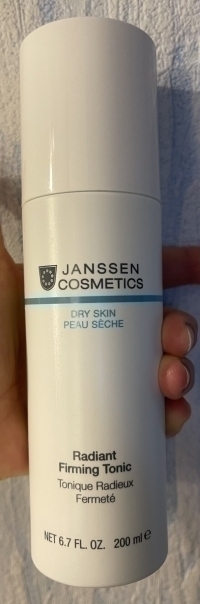 JANSSEN
COSMETICS
DRY SKIN
PEAU SÈCHE
Radiant
Firming Tonic
Tonique Radieux
Fermeté
NET 6.7 FL. OZ. 200 ml ℮